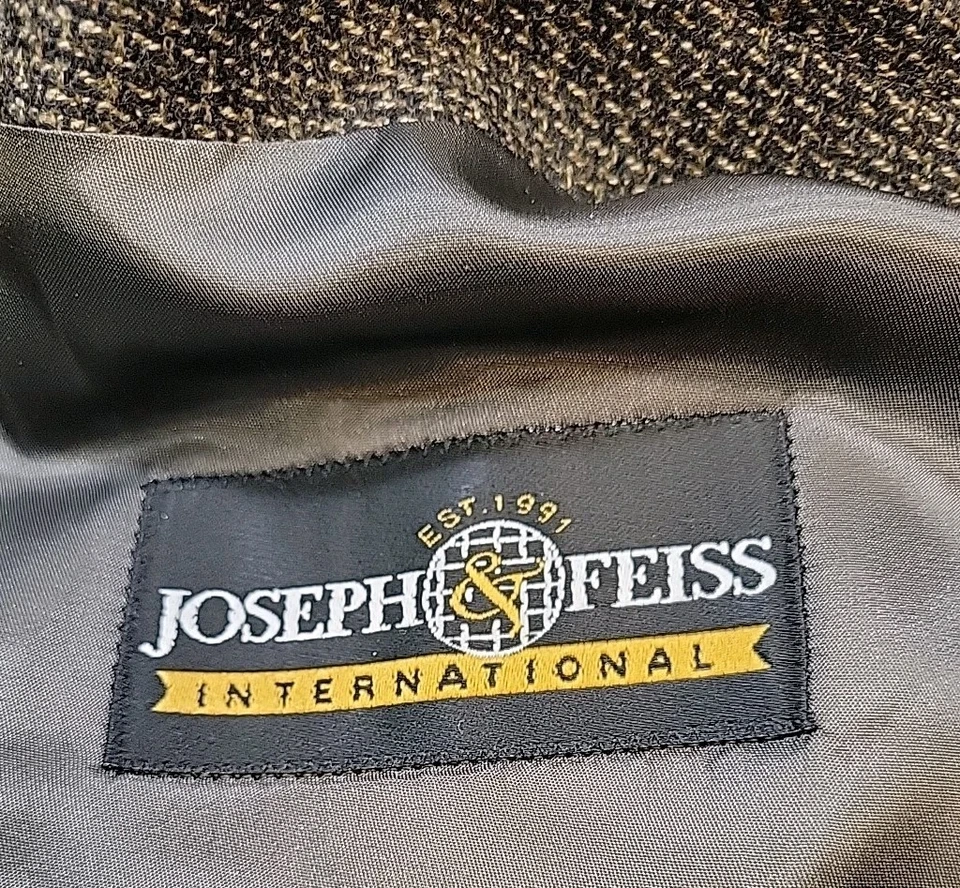 EST. 1991
JOSEPH & FEISS
INTERNATIONAL